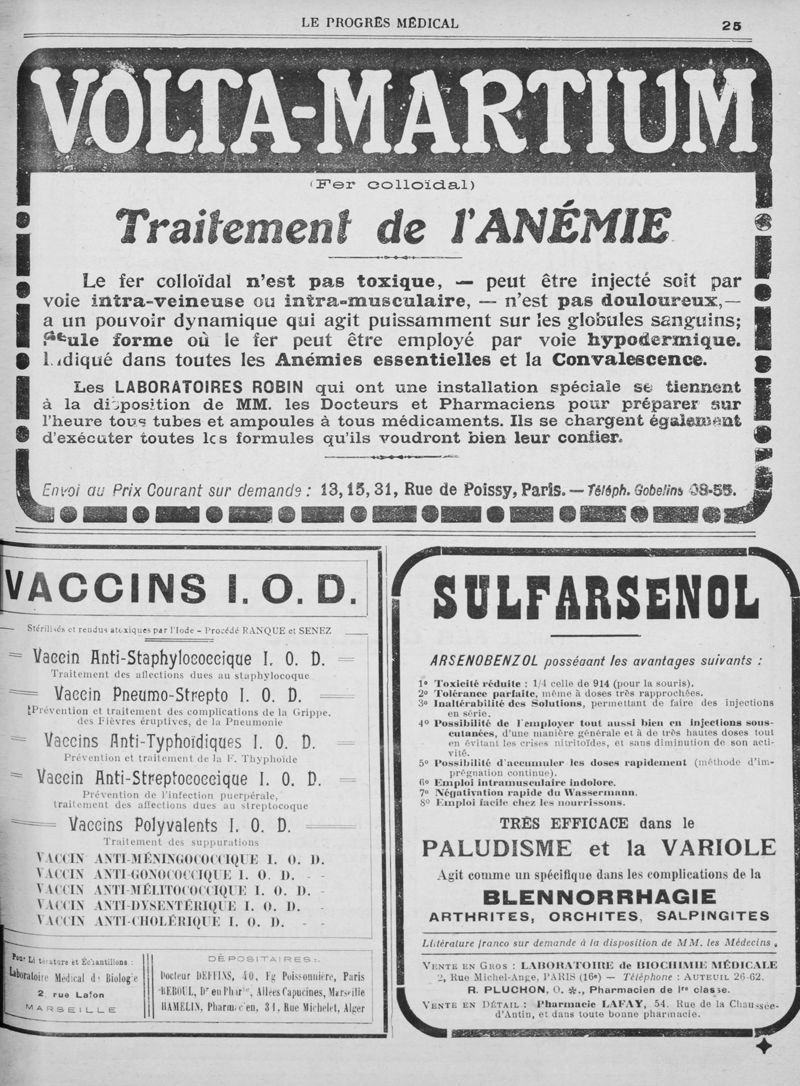 LE PROGRÈS MÉDICAL
25
VOLTA-MARTIUM
(Fer colloïdal)
Traitement de l'ANÉMIE
Le fer colloïdal n'est pas toxique, — peut être injecté soit par
voie intra-veineuse ou intra-musculaire, — n'est pas douloureux,—
a un pouvoir dynamique qui agit puissamment sur les globules sanguins;
seule forme où le fer peut être employé par voie hypodermique.
Indiqué dans toutes les Anémies essentielles et la Convalescence.
Les LABORATOIRES ROBIN qui ont une installation spéciale se tiennent
à la disposition de MM. les Docteurs et Pharmaciens pour préparer sur
l'heure tous tubes et ampoules à tous médicaments. Ils se chargent également
d'exécuter toutes les formules qu'ils voudront bien leur confier.
Envoi au Prix Courant sur demande : 13, 15, 31, Rue de Poissy, Paris. — Téléph. Gobelins 08-55.
VACCINS I. O. D.
Stérilisés et rendus atoxiques par l'Iode – Procédé RANQUE et SENEZ
Vaccin Anti-Staphylococcique I. O. D.
Traitement des affections dues au staphylocoque
Vaccin Pneumo-Strepto I. O. D.
Prévention et traitement des complications de la Grippe,
des Fièvres éruptives, de la Pneumonie
Vaccins Anti-Typhoïdiques I. O. D.
Prévention et traitement de la F. Thyphoïde
Vaccin Anti-Streptococcique I. O. D.
Prévention de l'infection puerpérale,
traitement des affections dues au streptocoque
Vaccins Polyvalents I. O. D.
Traitement des suppurations
VACCIN ANTI-MÉNINGOCOCCIQUE I. O. D.
VACCIN ANTI-GONOCOCCIQUE I. O. D. - -
VACCIN ANTI-MÉLITOCOCCIQUE I. O. D. -
VACCIN ANTI-DYSENTÉRIQUE I. O. D. -
VACCIN ANTI-CHOLÉRIQUE I. O. D. - -
Pour Littérature et Échantillons :
Laboratoire Médical de Biologie
2, rue Lafon
MARSEILLE
DÉPOSITAIRES :
Docteur DEFFINS, 40, Fg Poissonnière, Paris
REBOUL, Dr en Pharcie, Allées Capucines, Marseille
HAMELIN, Pharmacien, 31, Rue Michelet, Alger
SULFARSENOL
ARSENOBENZOL possédant les avantages suivants :
1º Toxicité réduite : 1/4 celle de 914 (pour la souris).
2º Tolérance parfaite, même à doses très rapprochées.
3º Inaltérabilité des Solutions, permettant de faire des injections
en série.
4º Possibilité de l'employer tout aussi bien en injections sous-
cutanées, d'une manière générale et à de très hautes doses tout
en évitant les crises nitritoïdes, et sans diminution de son acti-
vité.
5º Possibilité d'accumuler les doses rapidement (méthode d'im-
prégnation continue).
6º Emploi intramusculaire indolore.
7º Négativation rapide du Wassermann.
8º Emploi facile chez les nourrissons.
TRÈS EFFICACE dans le
PALUDISME et la VARIOLE
Agit comme un spécifique dans les complications de la
BLENNORRHAGIE
ARTHRITES, ORCHITES, SALPINGITES
Littérature franco sur demande à la disposition de MM. les Médecins.
VENTE EN GROS : LABORATOIRE de BIOCHIMIE MÉDICALE
2, Rue Michel-Ange, PARIS (16e) — Téléphone : AUTEUIL 26-62.
R. PLUCHON, O. ✻., Pharmacien de 1re classe.
VENTE EN DÉTAIL : Pharmacie LAFAY, 54, Rue de la Chaussée-
d'Antin, et dans toute bonne pharmacie.